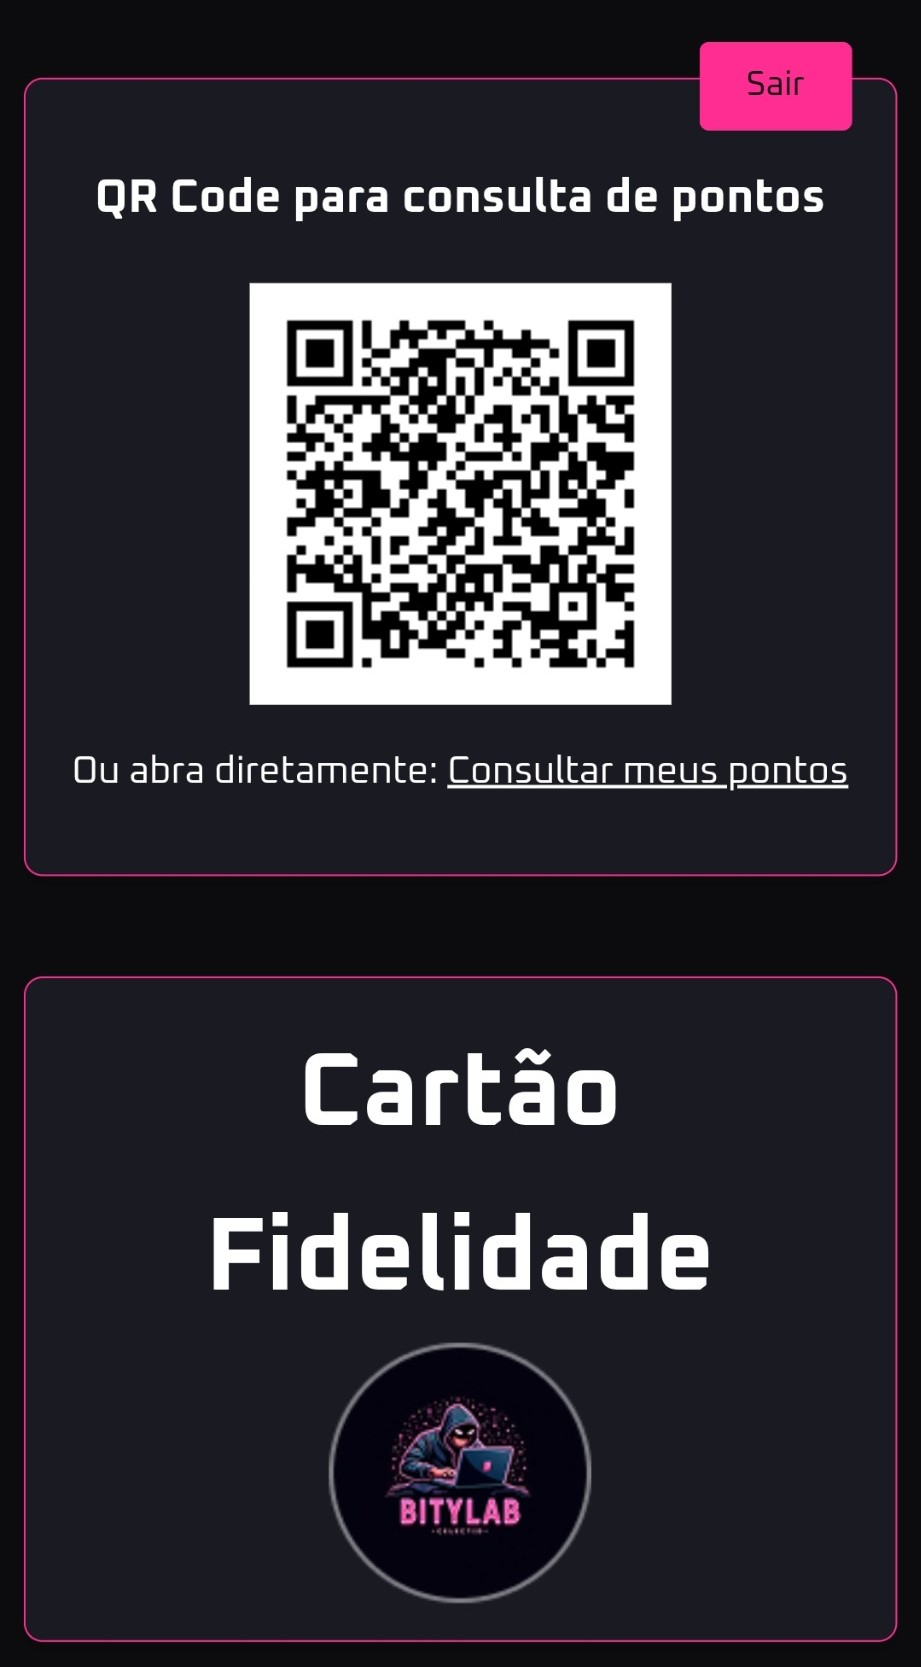 Sair
QR Code para consulta de pontos
Ou abra diretamente: Consultar meus pontos
Cartão
Fidelidade
BITYLAB